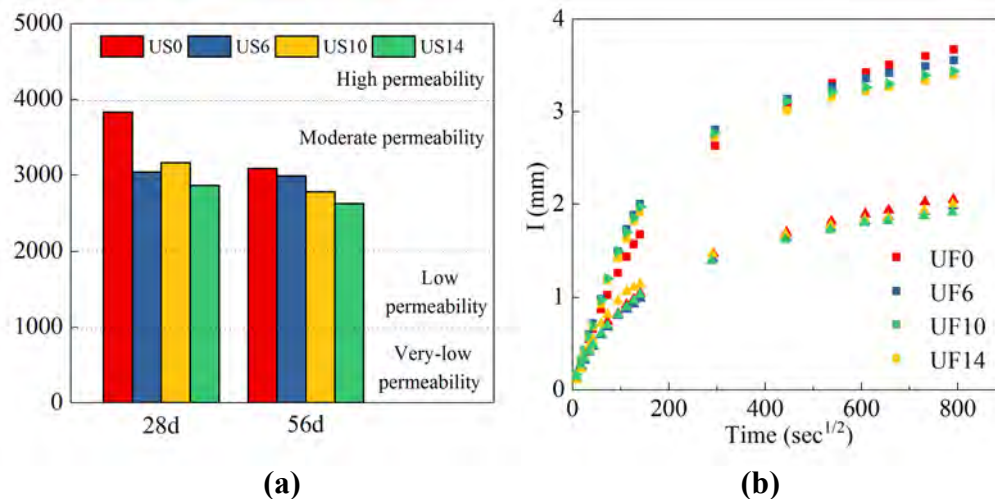 5000
4000
3000
2000
1000
0
US0 US6 US10 US14
High permeability
Moderate permeability
Low
permeability
Very-low
permeability
28d 56d
(a)
I (mm)
4
3
2
1
0
0 200 400 600 800
Time (sec^1/2)
UF0
UF6
UF10
UF14
(b)